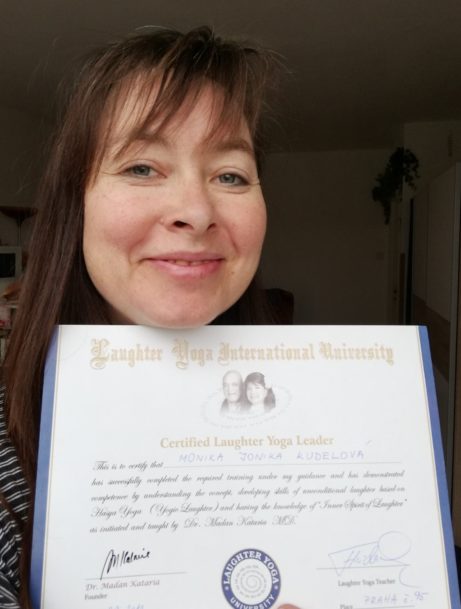 Laughter Yoga International University
Certified Laughter Yoga Leader
This is to certify that MONIKA JONIKA KUDELOVÁ
has successfully completed the required training under my guidance and has demonstrated
competence by understanding the concept, developing skills of unconditional laughter based on
Hasya Yoga (Yogic Laughter) and having the knowledge of "Inner Spirit of Laughter"
as initiated and taught by Dr. Madan Kataria MD.
Dr. Madan Kataria
Founder
LAUGHTER YOGA
UNIVERSITY
Laughter Yoga Teacher
Place PRAHA